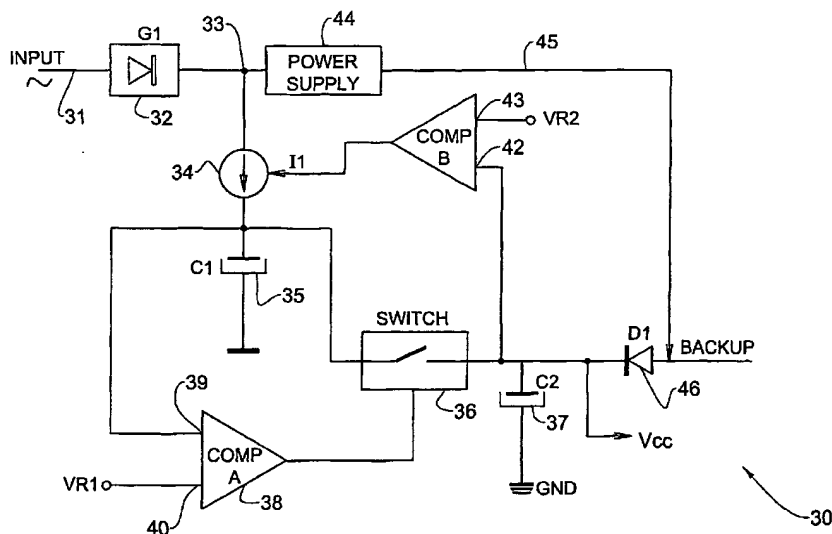 G1
44
33
POWER
SUPPLY
45
INPUT
~
31
32
43
VR2
COMP
B
42
34
I1
C1
35
SWITCH
D1
BACKUP
36
C2
37
46
Vcc
39
COMP
A
VR1
38
40
GND
30